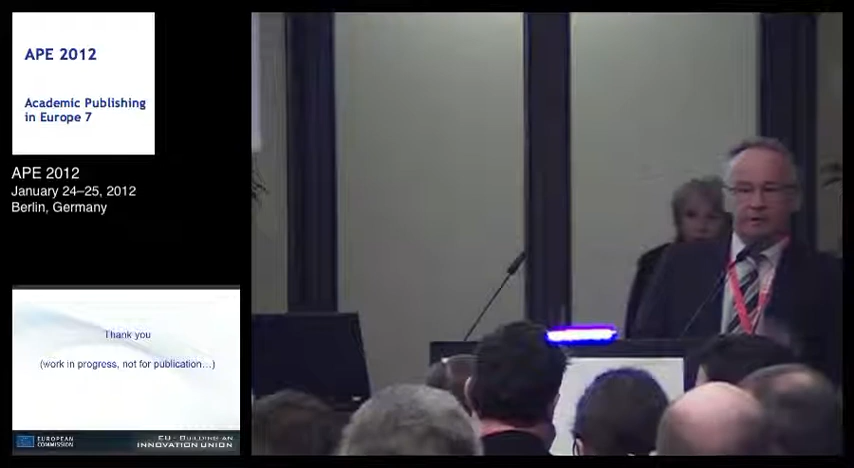 APE 2012
Academic Publishing
in Europe 7
APE 2012
January 24–25, 2012
Berlin, Germany
Thank you
(work in progress, not for publication...)
EUROPEAN
COMMISSION
EU - BUILDING AN
INNOVATION UNION